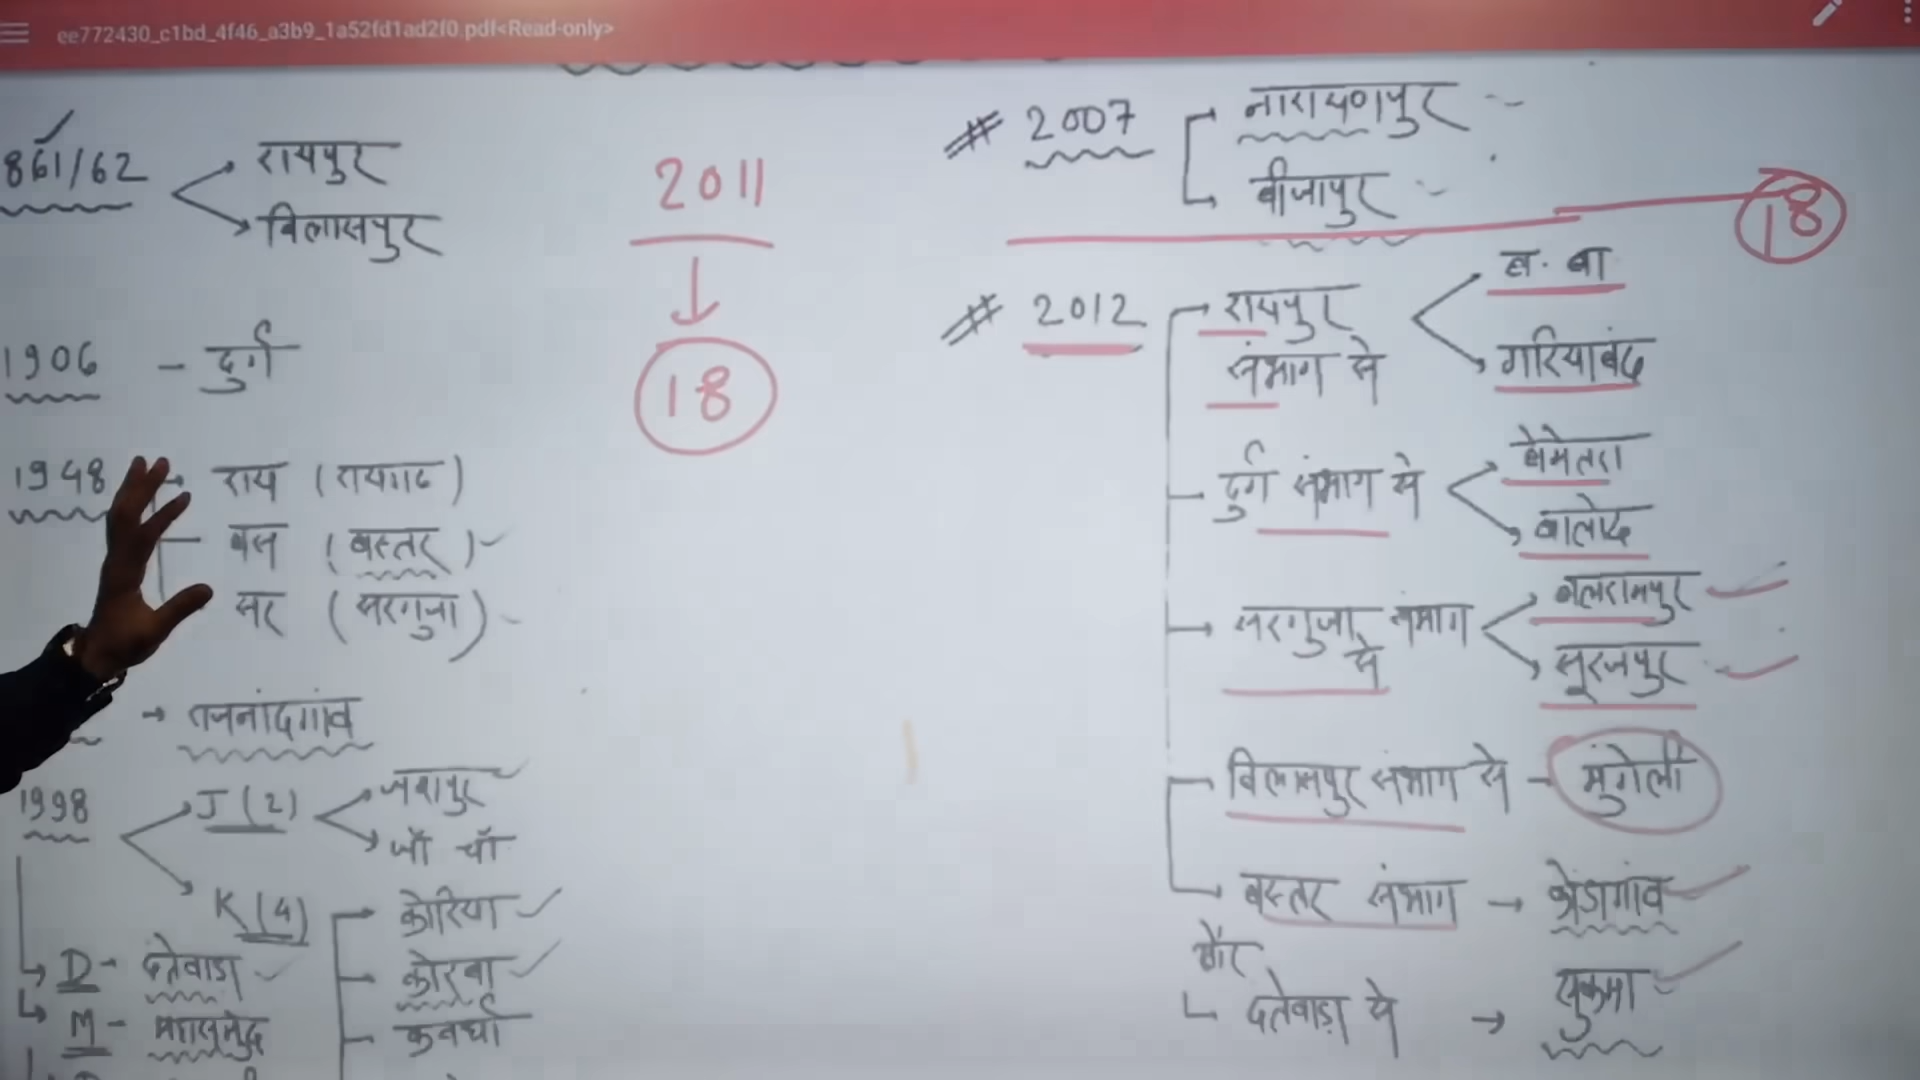 ee772430_c1bd_4f46_a3b9_1a52fd1ad2f0.pdf<Read-only>
861/62
रायपुर
बिलासपुर
1906 - दुर्ग
1948
राय (रायगढ)
बस (बस्तर)
सर (सरगुजा)
→ राजनांदगांव
1998
J (2)
जशपुर
जाँ चाँ
K (4)
कोरिया
कोरबा
कवर्धा
D - दंतेवाड़ा
M - महासमुंद
2011
↓
18
# 2007
नारायणपुर
बीजापुर
18
# 2012
रायपुर संभाग से
ब. बा
गरियाबंद
दुर्ग संभाग से
बेमेतरा
बालोद
सरगुजा संभाग से
बलरामपुर
सूरजपुर
बिलासपुर संभाग से - मुंगेली
बस्तर संभाग → कोंडागांव
और
दंतेवाड़ा से → सुकमा